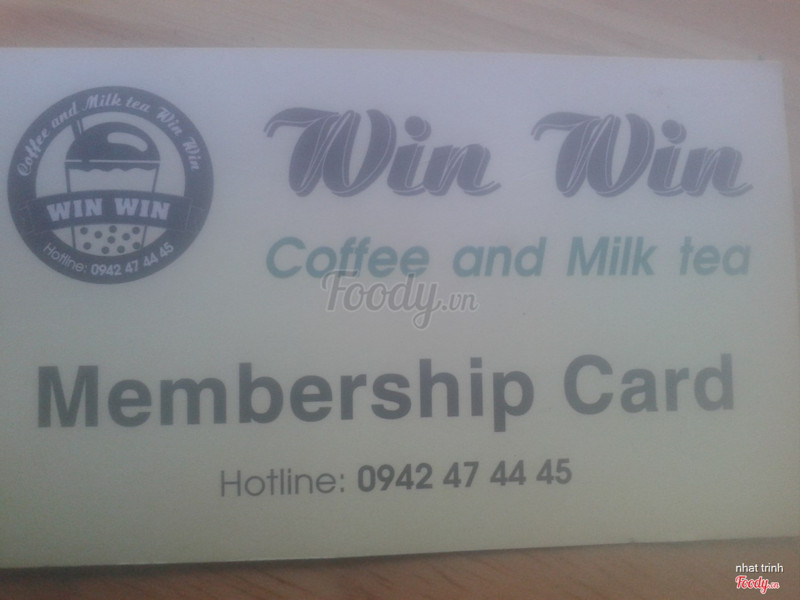 Coffee and Milk tea Win Win
WIN WIN
Hotline: 0942 47 44 45
Win Win
Coffee and Milk tea
Foody.vn
Membership Card
Hotline: 0942 47 44 45
nhat trinh
Foody.vn